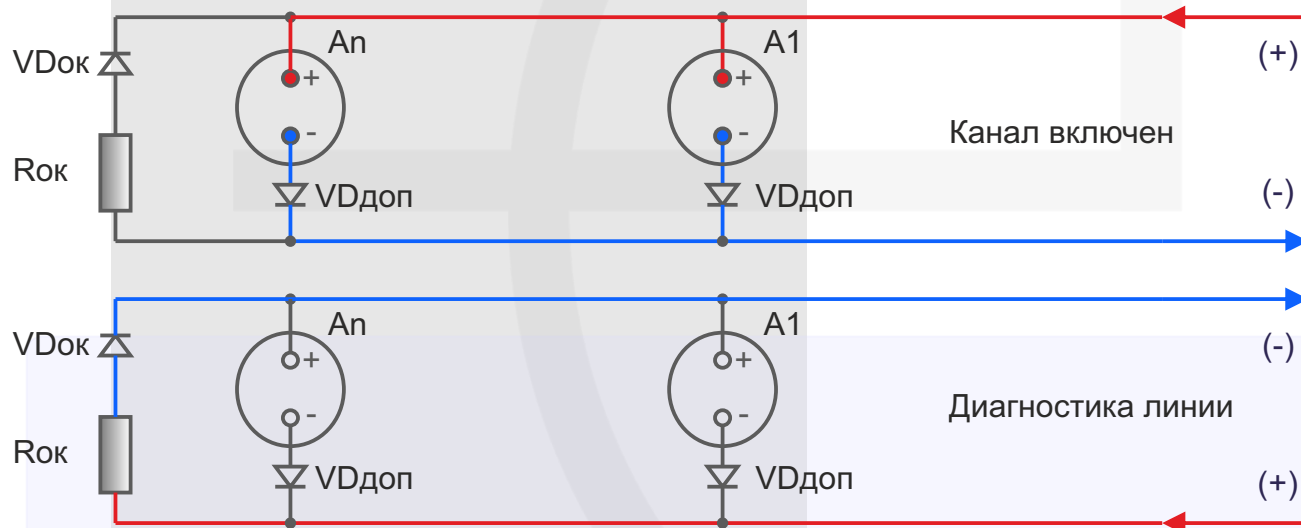 An
A1
(+)
VDок
+
+
Канал включен
-
-
Rок
VDдоп
VDдоп
(-)
An
A1
VDок
(-)
+
+
-
-
Диагностика линии
Rок
VDдоп
VDдоп
(+)